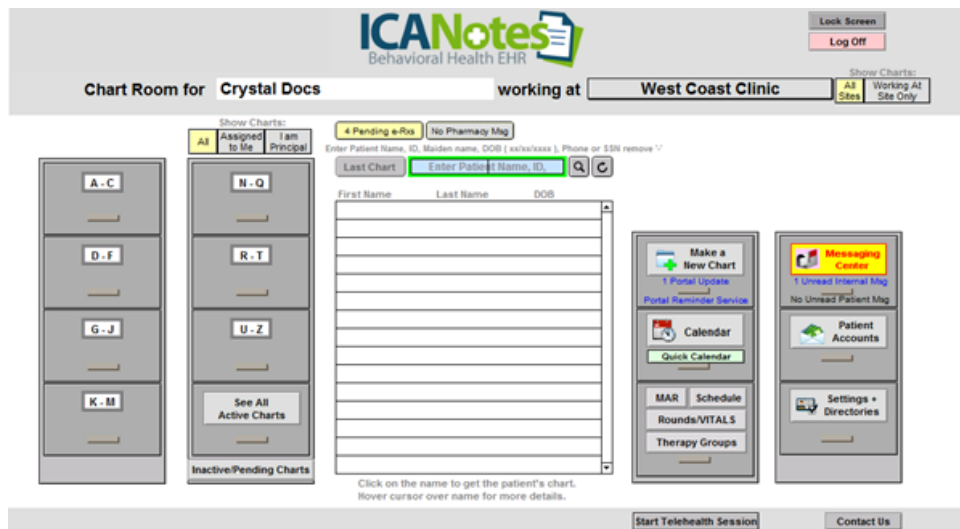 ICANotes
Behavioral Health EHR
Lock Screen
Log Off
Chart Room for Crystal Docs working at West Coast Clinic
Show Charts:
All Sites
Working At Site Only
Show Charts:
All
Assigned to Me
I am Principal
4 Pending e-Rxs
No Pharmacy Msg
Enter Patient Name, ID, Maiden name, DOB ( xx/xx/xxxx ), Phone or SSN remove '-'
Last Chart
Enter Patient Name, ID,
First Name Last Name DOB
A - C
D - F
G - J
K - M
N - Q
R - T
U - Z
See All
Active Charts
Inactive/Pending Charts
Click on the name to get the patient's chart.
Hover cursor over name for more details.
Make a
New Chart
1 Portal Update
Portal Reminder Service
Calendar
Quick Calendar
MAR
Schedule
Rounds/VITALS
Therapy Groups
Messaging
Center
1 Unread Internal Msg
No Unread Patient Msg
Patient
Accounts
Settings +
Directories
Start Telehealth Session
Contact Us